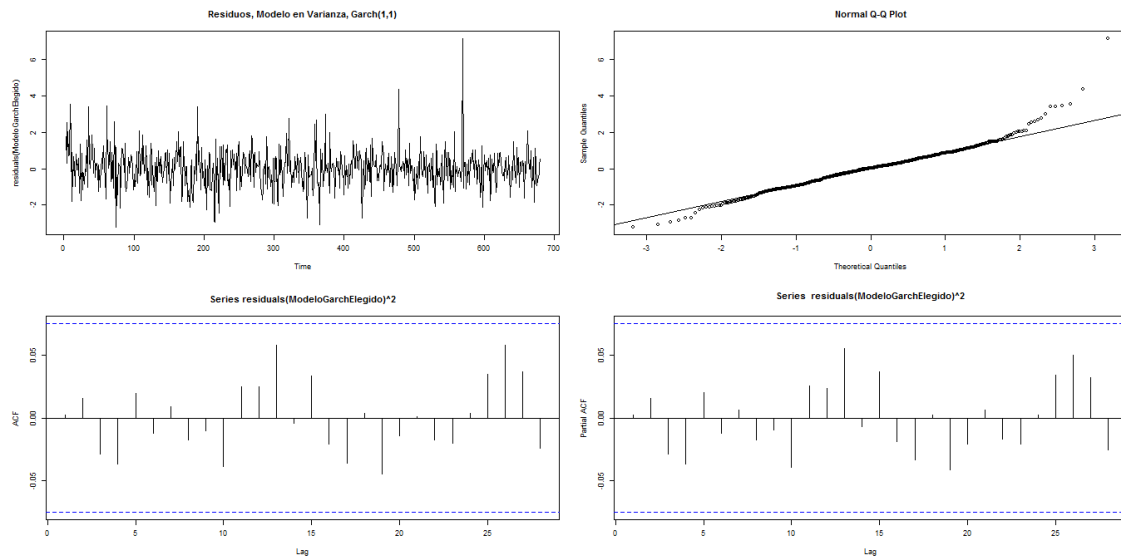 Residuos, Modelo en Varianza, Garch(1,1)
residuals(ModeloGarchElegido)
6
4
2
0
-2
0 100 200 300 400 500 600 700
Time
Normal Q-Q Plot
Sample Quantiles
6
4
2
0
-2
-3 -2 -1 0 1 2 3
Theoretical Quantiles
Series residuals(ModeloGarchElegido)^2
ACF
0.05
0.00
-0.05
0 5 10 15 20 25
Lag
Series residuals(ModeloGarchElegido)^2
Partial ACF
0.05
0.00
-0.05
0 5 10 15 20 25
Lag